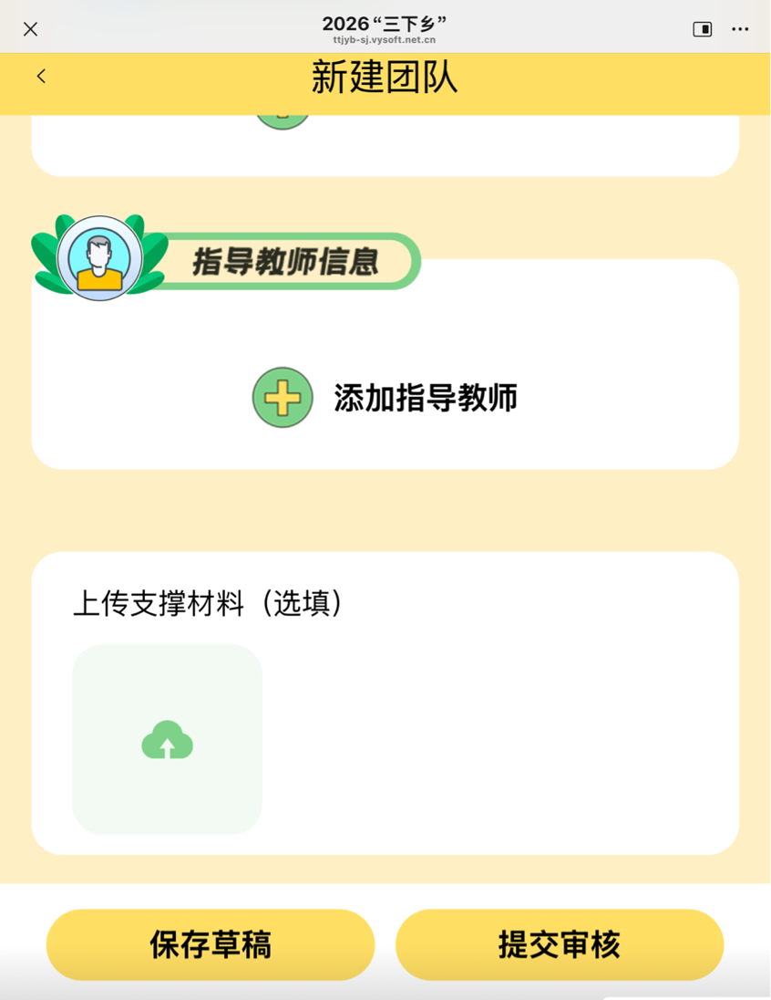 2026“三下乡”
ttjyb-sj.vysoft.net.cn
新建团队
指导教师信息
添加指导教师
上传支撑材料（选填）
保存草稿
提交审核